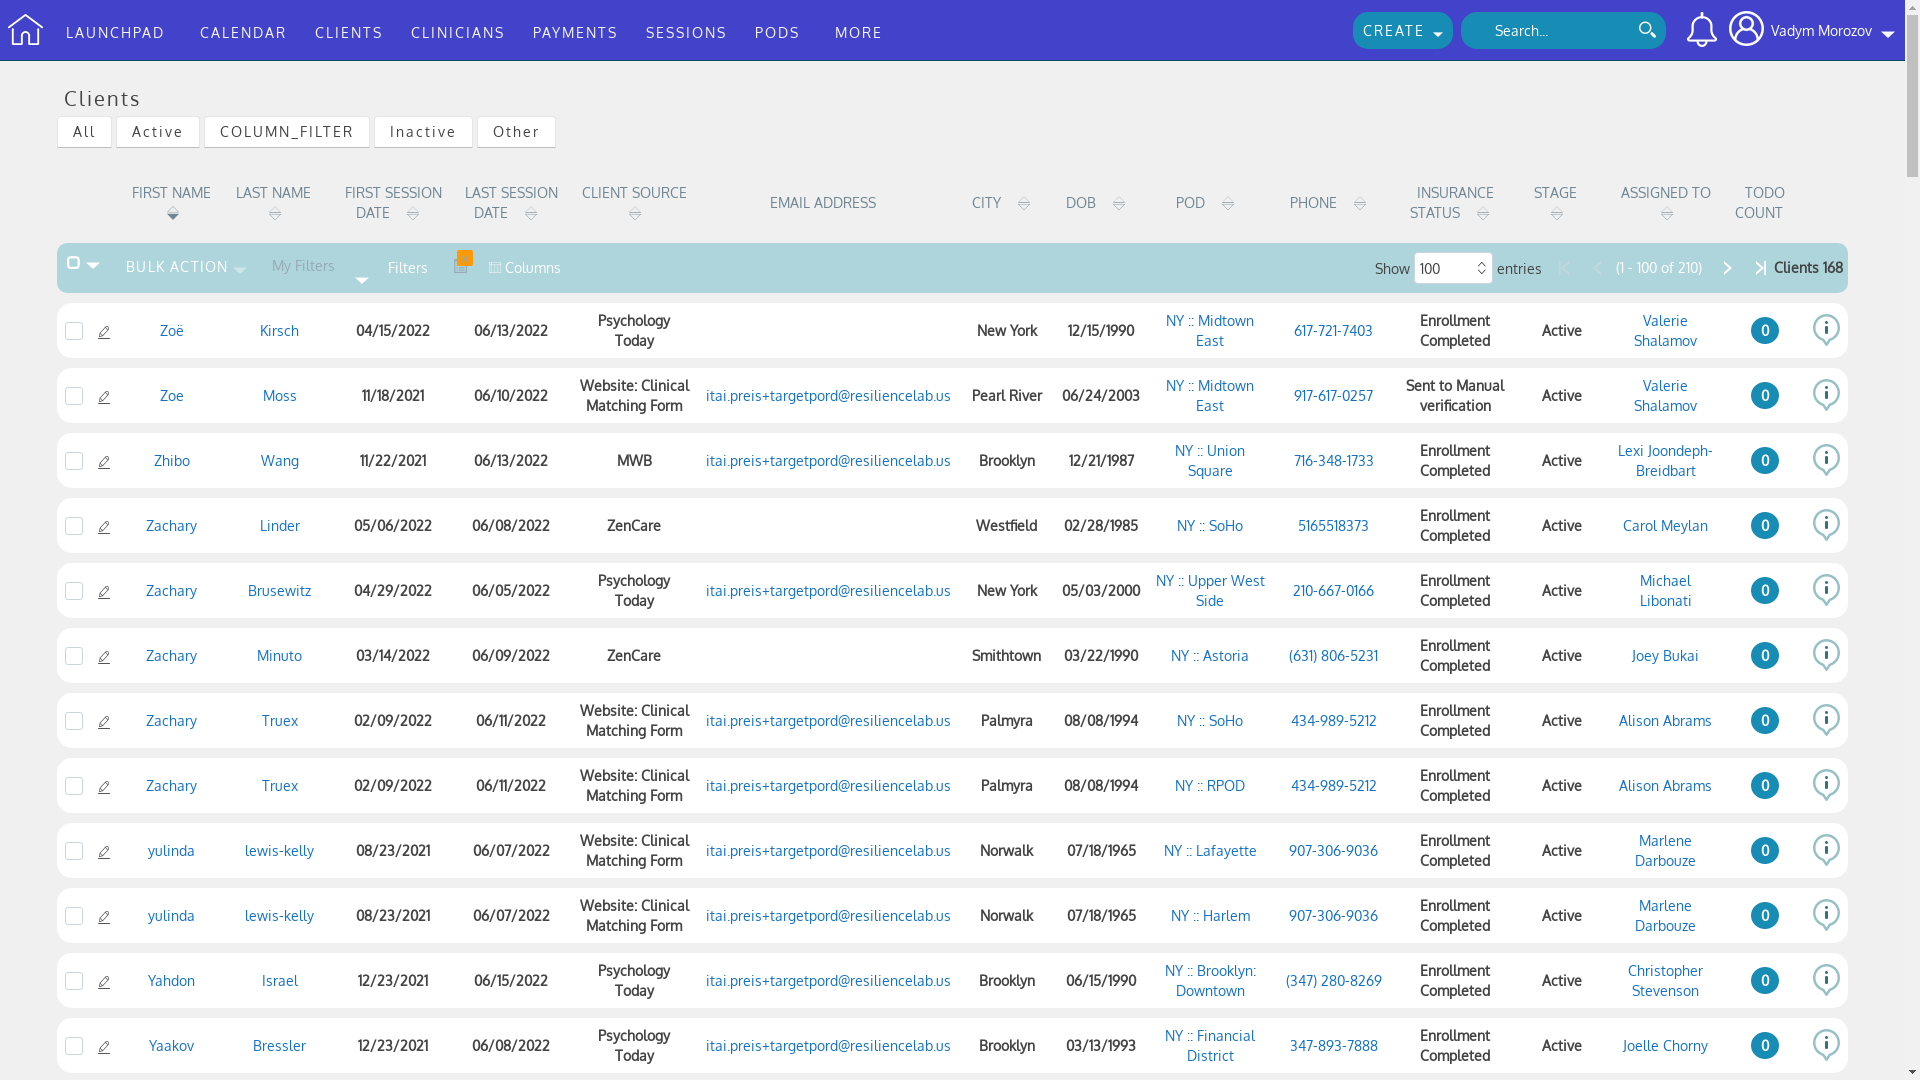 LAUNCHPAD CALENDAR CLIENTS CLINICIANS PAYMENTS SESSIONS PODS MORE CREATE Search... Vadym Morozov
Clients
All Active COLUMN_FILTER Inactive Other
FIRST NAME LAST NAME FIRST SESSION DATE LAST SESSION DATE CLIENT SOURCE EMAIL ADDRESS CITY DOB POD PHONE INSURANCE STATUS STAGE ASSIGNED TO TODO COUNT
BULK ACTION My Filters Filters Columns Show 100 entries (1 - 100 of 210) Clients 168
Zoë Kirsch 04/15/2022 06/13/2022 Psychology Today New York 12/15/1990 NY :: Midtown East 617-721-7403 Enrollment Completed Active Valerie Shalamov 0
Zoe Moss 11/18/2021 06/10/2022 Website: Clinical Matching Form itai.preis+targetpord@resiliencelab.us Pearl River 06/24/2003 NY :: Midtown East 917-617-0257 Sent to Manual verification Active Valerie Shalamov 0
Zhibo Wang 11/22/2021 06/13/2022 MWB itai.preis+targetpord@resiliencelab.us Brooklyn 12/21/1987 NY :: Union Square 716-348-1733 Enrollment Completed Active Lexi Joondeph-Breidbart 0
Zachary Linder 05/06/2022 06/08/2022 ZenCare Westfield 02/28/1985 NY :: SoHo 5165518373 Enrollment Completed Active Carol Meylan 0
Zachary Brusewitz 04/29/2022 06/05/2022 Psychology Today itai.preis+targetpord@resiliencelab.us New York 05/03/2000 NY :: Upper West Side 210-667-0166 Enrollment Completed Active Michael Libonati 0
Zachary Minuto 03/14/2022 06/09/2022 ZenCare Smithtown 03/22/1990 NY :: Astoria (631) 806-5231 Enrollment Completed Active Joey Bukai 0
Zachary Truex 02/09/2022 06/11/2022 Website: Clinical Matching Form itai.preis+targetpord@resiliencelab.us Palmyra 08/08/1994 NY :: SoHo 434-989-5212 Enrollment Completed Active Alison Abrams 0
Zachary Truex 02/09/2022 06/11/2022 Website: Clinical Matching Form itai.preis+targetpord@resiliencelab.us Palmyra 08/08/1994 NY :: RPOD 434-989-5212 Enrollment Completed Active Alison Abrams 0
yulinda lewis-kelly 08/23/2021 06/07/2022 Website: Clinical Matching Form itai.preis+targetpord@resiliencelab.us Norwalk 07/18/1965 NY :: Lafayette 907-306-9036 Enrollment Completed Active Marlene Darbouze 0
yulinda lewis-kelly 08/23/2021 06/07/2022 Website: Clinical Matching Form itai.preis+targetpord@resiliencelab.us Norwalk 07/18/1965 NY :: Harlem 907-306-9036 Enrollment Completed Active Marlene Darbouze 0
Yahdon Israel 12/23/2021 06/15/2022 Psychology Today itai.preis+targetpord@resiliencelab.us Brooklyn 06/15/1990 NY :: Brooklyn: Downtown (347) 280-8269 Enrollment Completed Active Christopher Stevenson 0
Yaakov Bressler 12/23/2021 06/08/2022 Psychology Today itai.preis+targetpord@resiliencelab.us Brooklyn 03/13/1993 NY :: Financial District 347-893-7888 Enrollment Completed Active Joelle Chorny 0